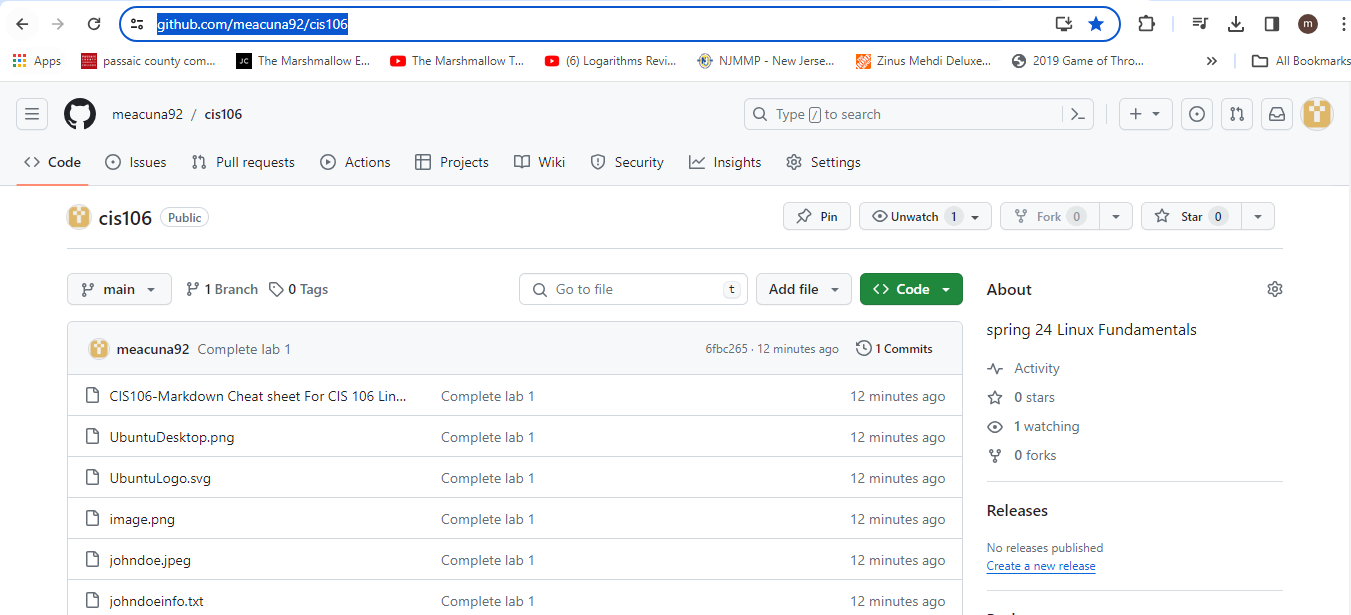 github.com/meacuna92/cis106
m
Apps passaic county com... JC The Marshmallow E... The Marshmallow T... (6) Logarithms Revi... NJMMP - New Jerse... Zinus Mehdi Deluxe... 2019 Game of Thro... » All Bookmarks
meacuna92 / cis106 Type / to search
Code Issues Pull requests Actions Projects Wiki Security Insights Settings
cis106 Public Pin Unwatch 1 Fork 0 Star 0
main 1 Branch 0 Tags Go to file t Add file Code About
spring 24 Linux Fundamentals
meacuna92 Complete lab 1 6fbc265 · 12 minutes ago 1 Commits
Activity
CIS106-Markdown Cheat sheet For CIS 106 Lin... Complete lab 1 12 minutes ago
0 stars
1 watching
UbuntuDesktop.png Complete lab 1 12 minutes ago
0 forks
UbuntuLogo.svg Complete lab 1 12 minutes ago
Releases
image.png Complete lab 1 12 minutes ago
No releases published
johndoe.jpeg Complete lab 1 12 minutes ago
Create a new release
johndoeinfo.txt Complete lab 1 12 minutes ago